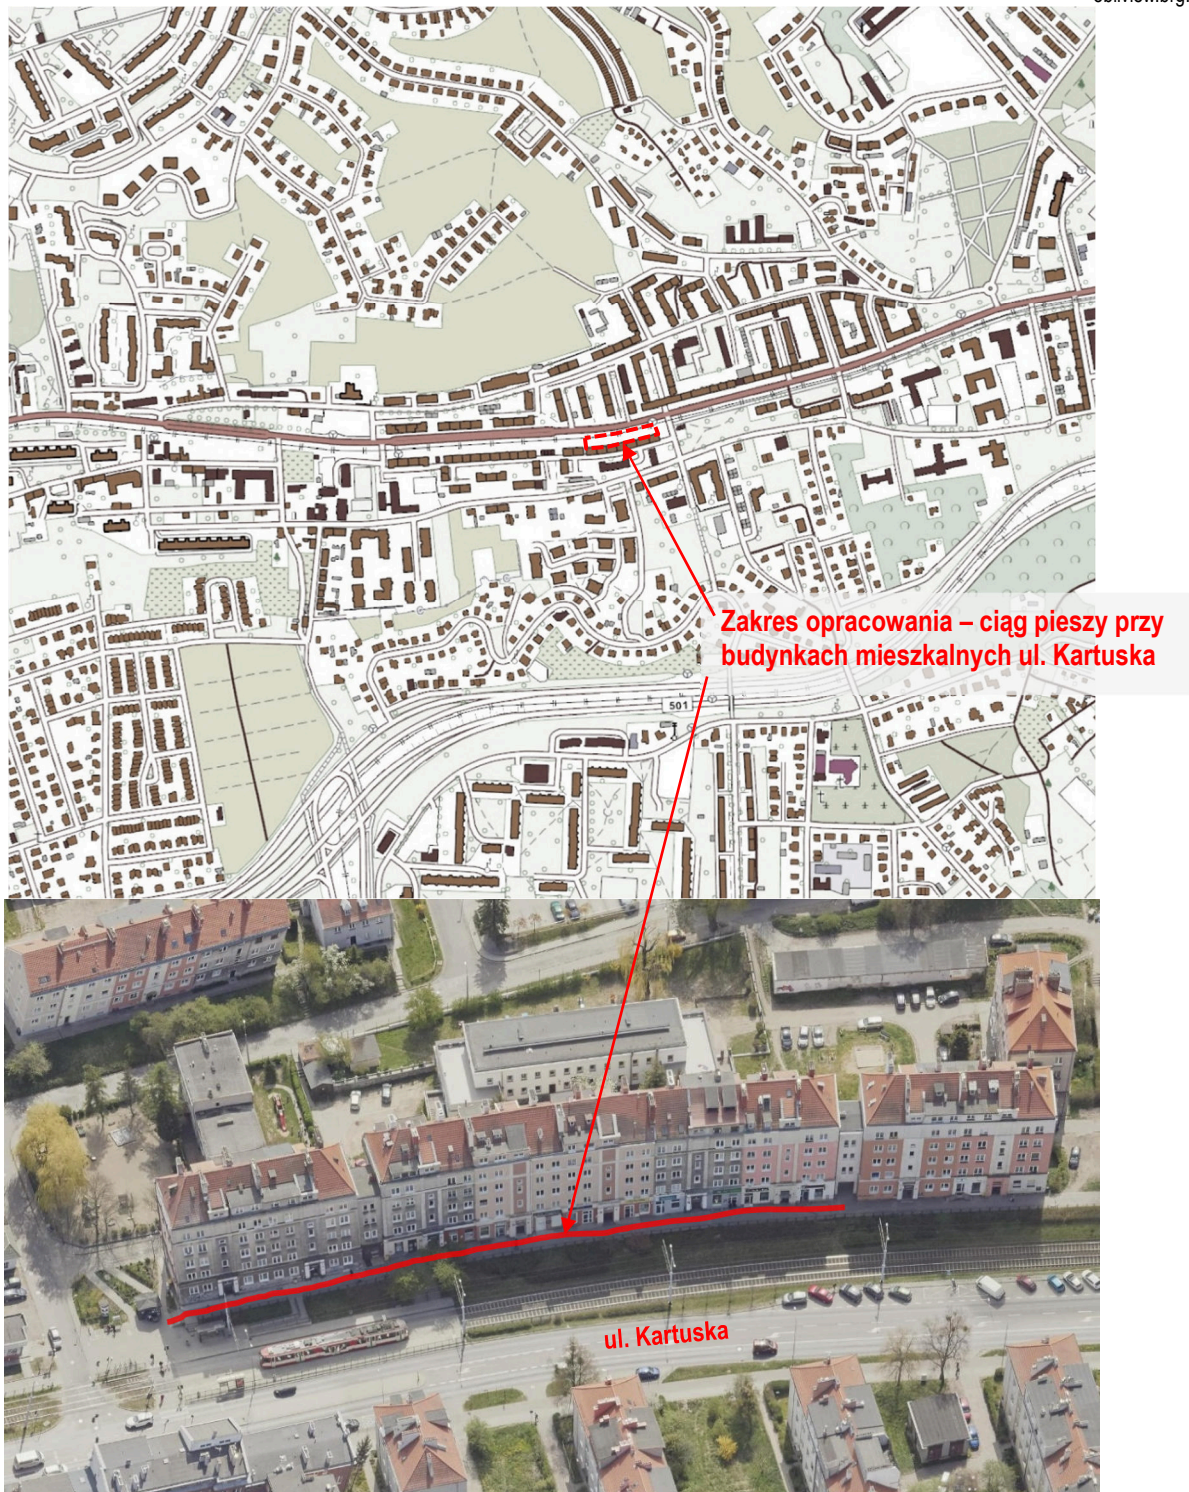 Zakres opracowania – ciąg pieszy przy
budynkach mieszkalnych ul. Kartuska
501
ul. Kartuska